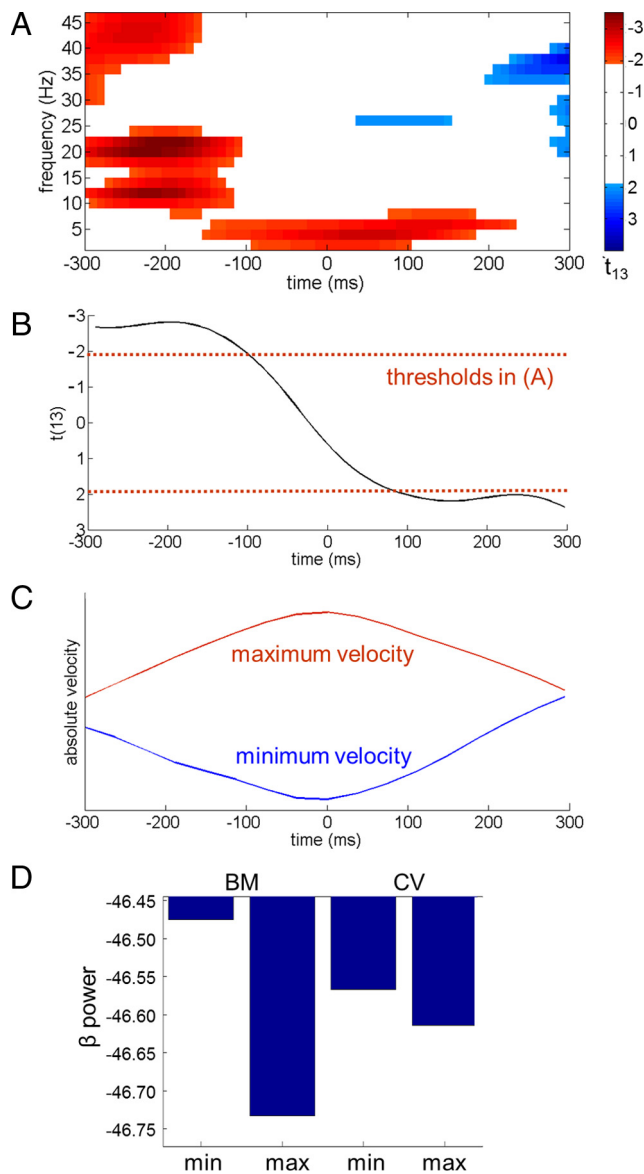 A
frequency (Hz)
45
40
35
30
25
20
15
10
5
-300 -200 -100 0 100 200 300
time (ms)
-3
-2
-1
0
1
2
3
t13
B
t(13)
-3
-2
-1
0
1
2
3
thresholds in (A)
-300 -200 -100 0 100 200 300
time (ms)
C
absolute velocity
maximum velocity
minimum velocity
-300 -200 -100 0 100 200 300
time (ms)
D
BM CV
β power
-46.45
-46.50
-46.55
-46.60
-46.65
-46.70
-46.75
min max min max